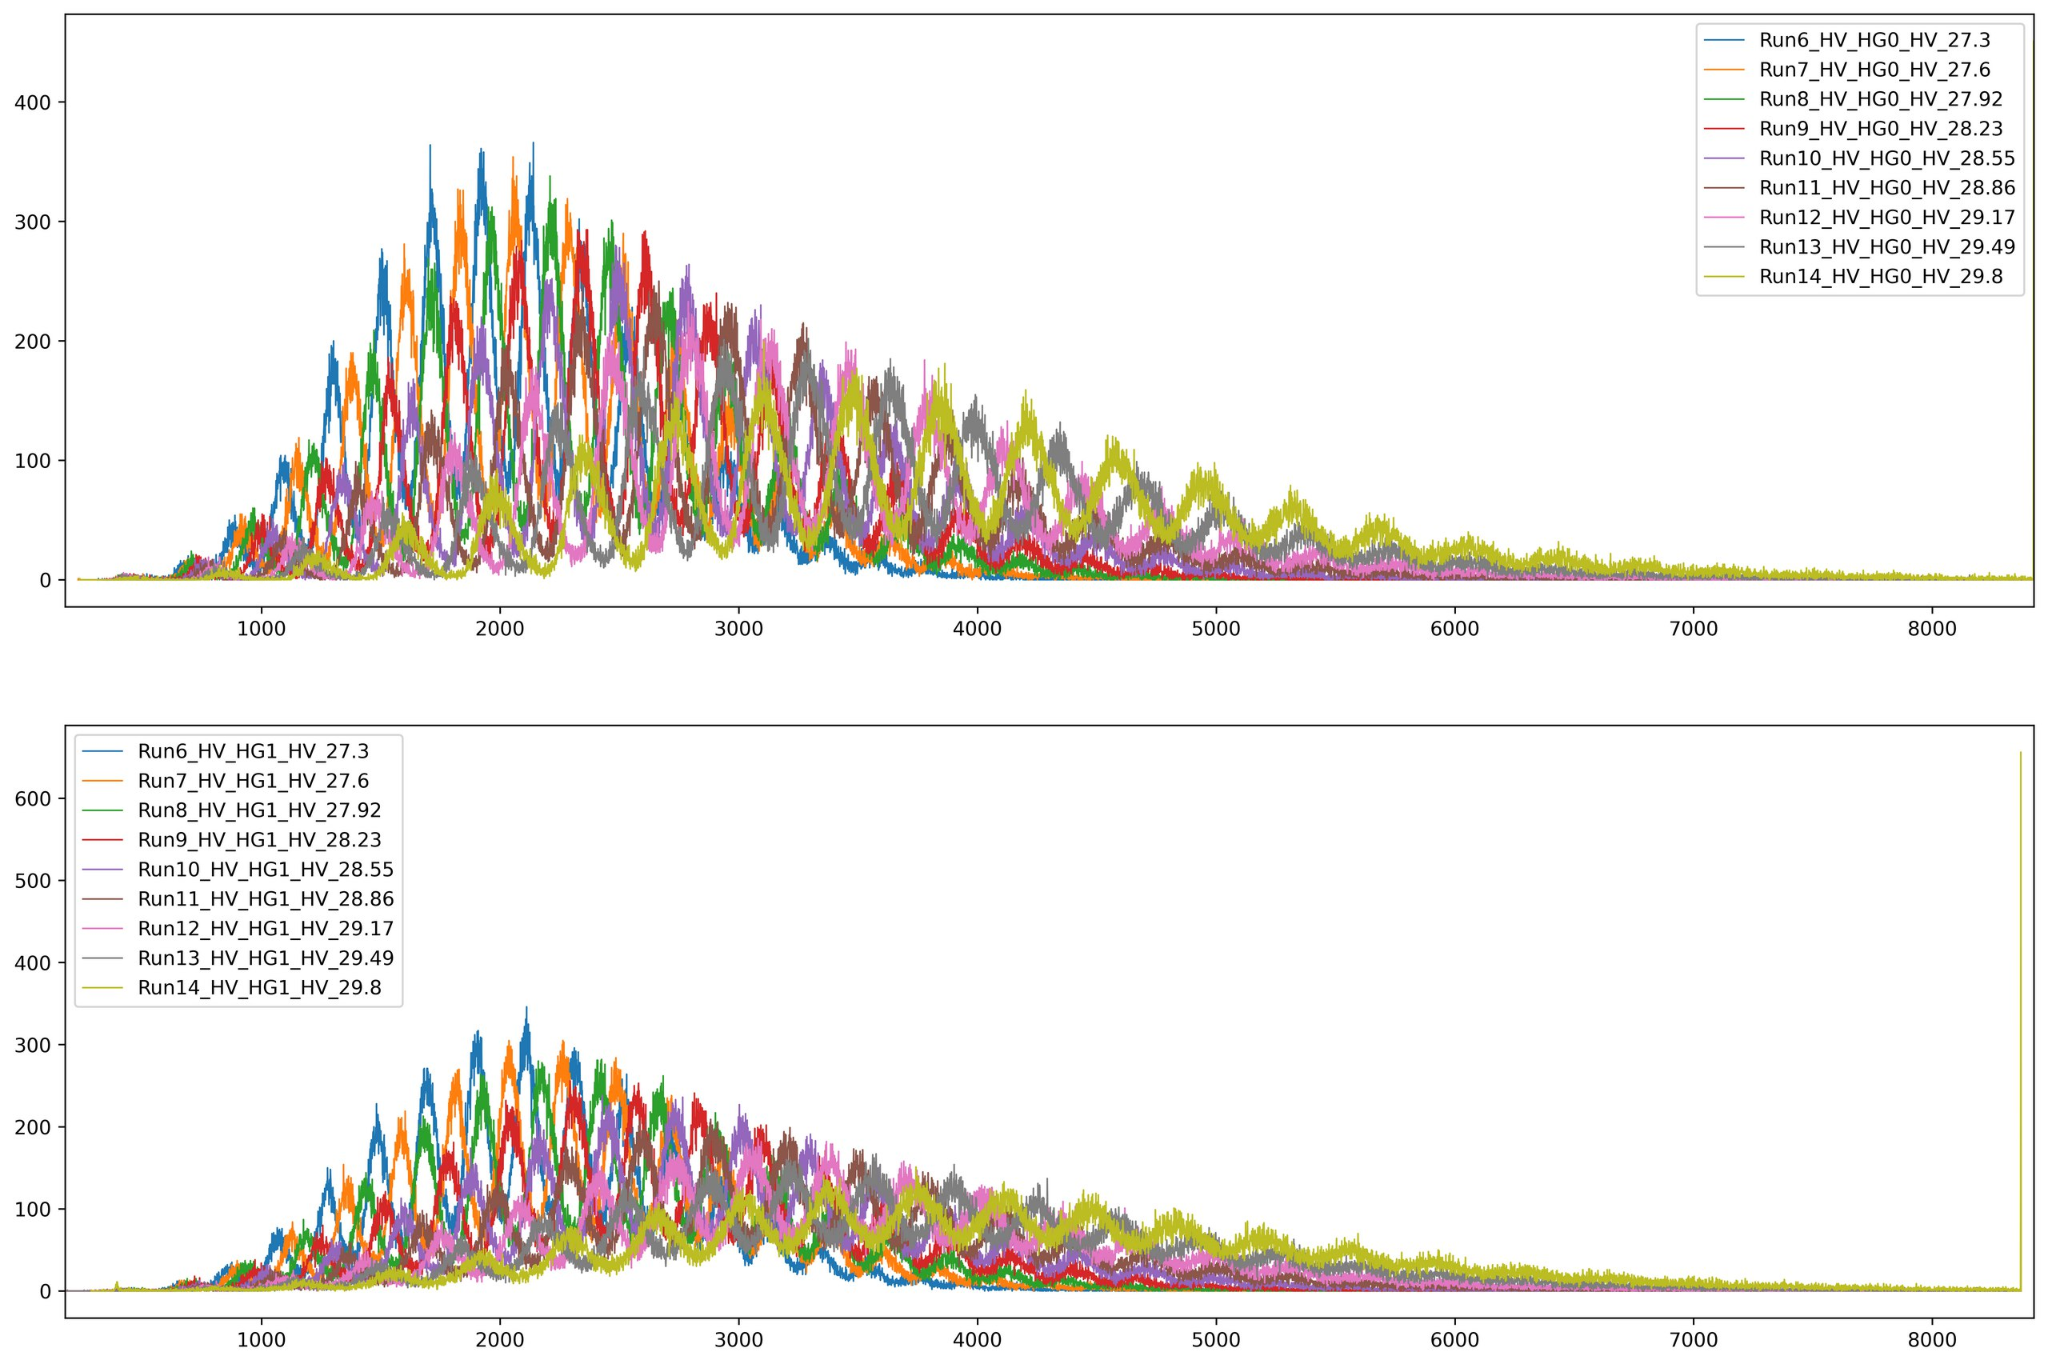 400
300
200
100
0
1000 2000 3000 4000 5000 6000 7000 8000
Run6_HV_HG0_HV_27.3
Run7_HV_HG0_HV_27.6
Run8_HV_HG0_HV_27.92
Run9_HV_HG0_HV_28.23
Run10_HV_HG0_HV_28.55
Run11_HV_HG0_HV_28.86
Run12_HV_HG0_HV_29.17
Run13_HV_HG0_HV_29.49
Run14_HV_HG0_HV_29.8
600
500
400
300
200
100
0
1000 2000 3000 4000 5000 6000 7000 8000
Run6_HV_HG1_HV_27.3
Run7_HV_HG1_HV_27.6
Run8_HV_HG1_HV_27.92
Run9_HV_HG1_HV_28.23
Run10_HV_HG1_HV_28.55
Run11_HV_HG1_HV_28.86
Run12_HV_HG1_HV_29.17
Run13_HV_HG1_HV_29.49
Run14_HV_HG1_HV_29.8